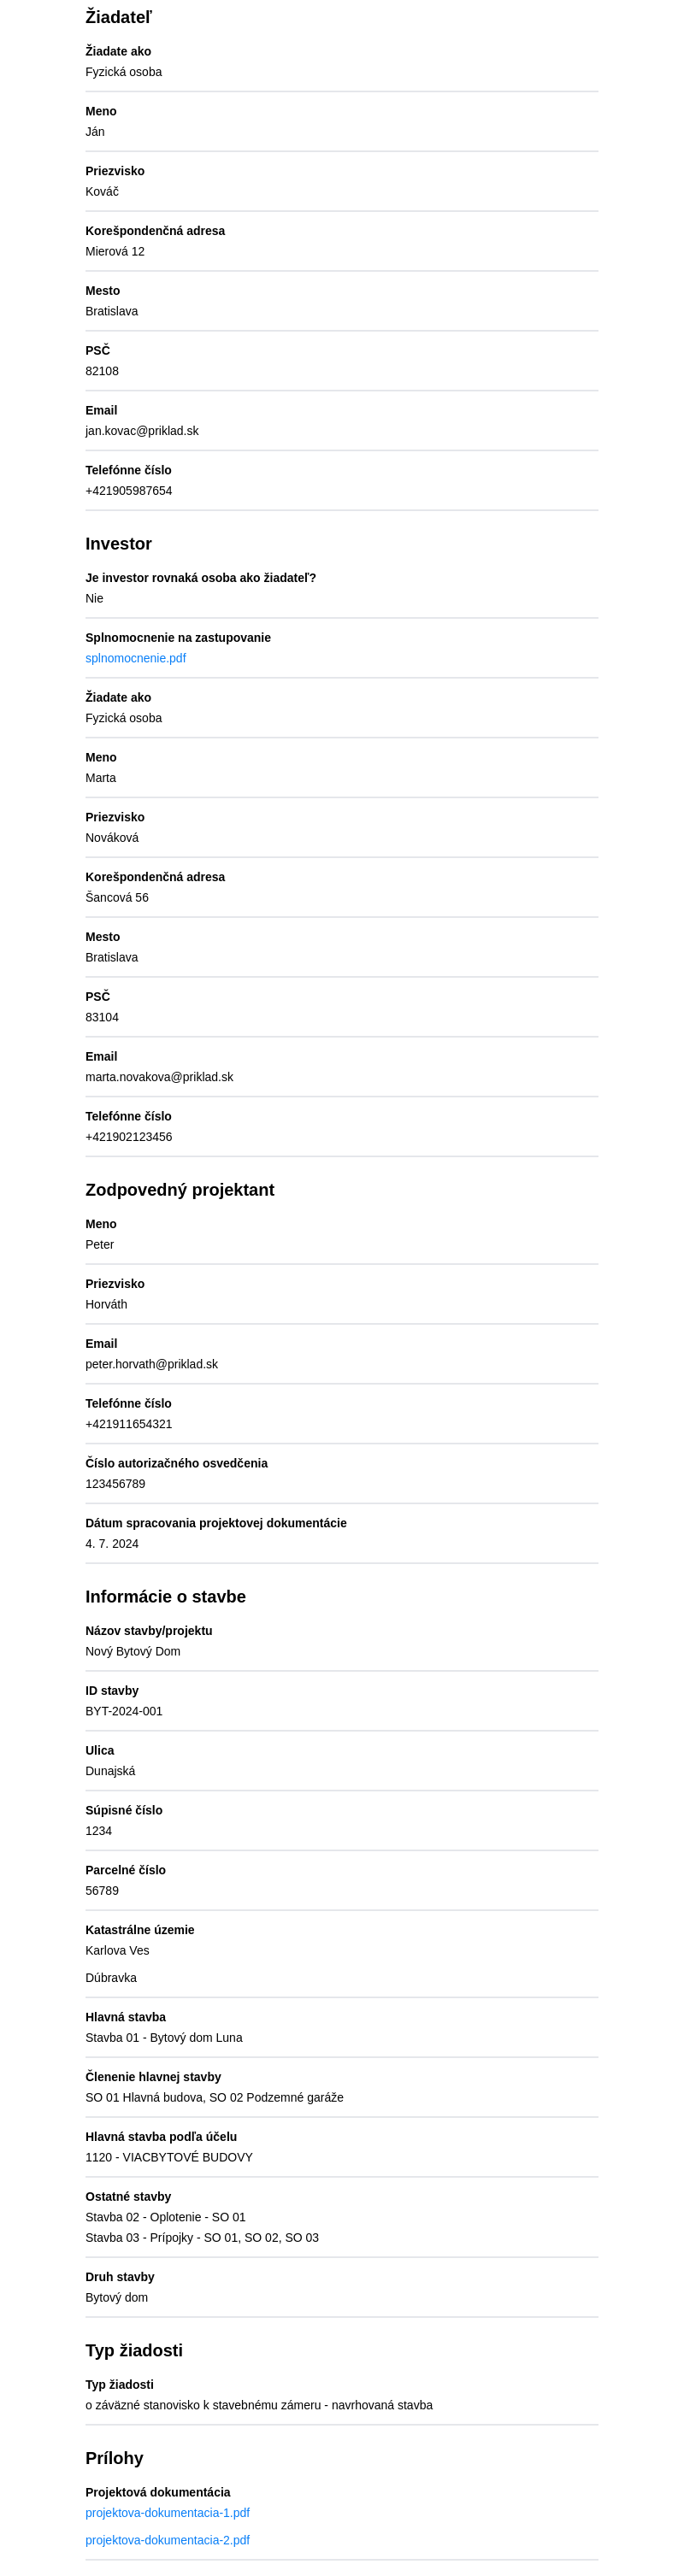 Žiadateľ
Žiadate ako
Fyzická osoba
Meno
Ján
Priezvisko
Kováč
Korešpondenčná adresa
Mierová 12
Mesto
Bratislava
PSČ
82108
Email
jan.kovac@priklad.sk
Telefónne číslo
+421905987654
Investor
Je investor rovnaká osoba ako žiadateľ?
Nie
Splnomocnenie na zastupovanie
splnomocnenie.pdf
Žiadate ako
Fyzická osoba
Meno
Marta
Priezvisko
Nováková
Korešpondenčná adresa
Šancová 56
Mesto
Bratislava
PSČ
83104
Email
marta.novakova@priklad.sk
Telefónne číslo
+421902123456
Zodpovedný projektant
Meno
Peter
Priezvisko
Horváth
Email
peter.horvath@priklad.sk
Telefónne číslo
+421911654321
Číslo autorizačného osvedčenia
123456789
Dátum spracovania projektovej dokumentácie
4. 7. 2024
Informácie o stavbe
Názov stavby/projektu
Nový Bytový Dom
ID stavby
BYT-2024-001
Ulica
Dunajská
Súpisné číslo
1234
Parcelné číslo
56789
Katastrálne územie
Karlova Ves
Dúbravka
Hlavná stavba
Stavba 01 - Bytový dom Luna
Členenie hlavnej stavby
SO 01 Hlavná budova, SO 02 Podzemné garáže
Hlavná stavba podľa účelu
1120 - VIACBYTOVÉ BUDOVY
Ostatné stavby
Stavba 02 - Oplotenie - SO 01
Stavba 03 - Prípojky - SO 01, SO 02, SO 03
Druh stavby
Bytový dom
Typ žiadosti
Typ žiadosti
o záväzné stanovisko k stavebnému zámeru - navrhovaná stavba
Prílohy
Projektová dokumentácia
projektova-dokumentacia-1.pdf
projektova-dokumentacia-2.pdf